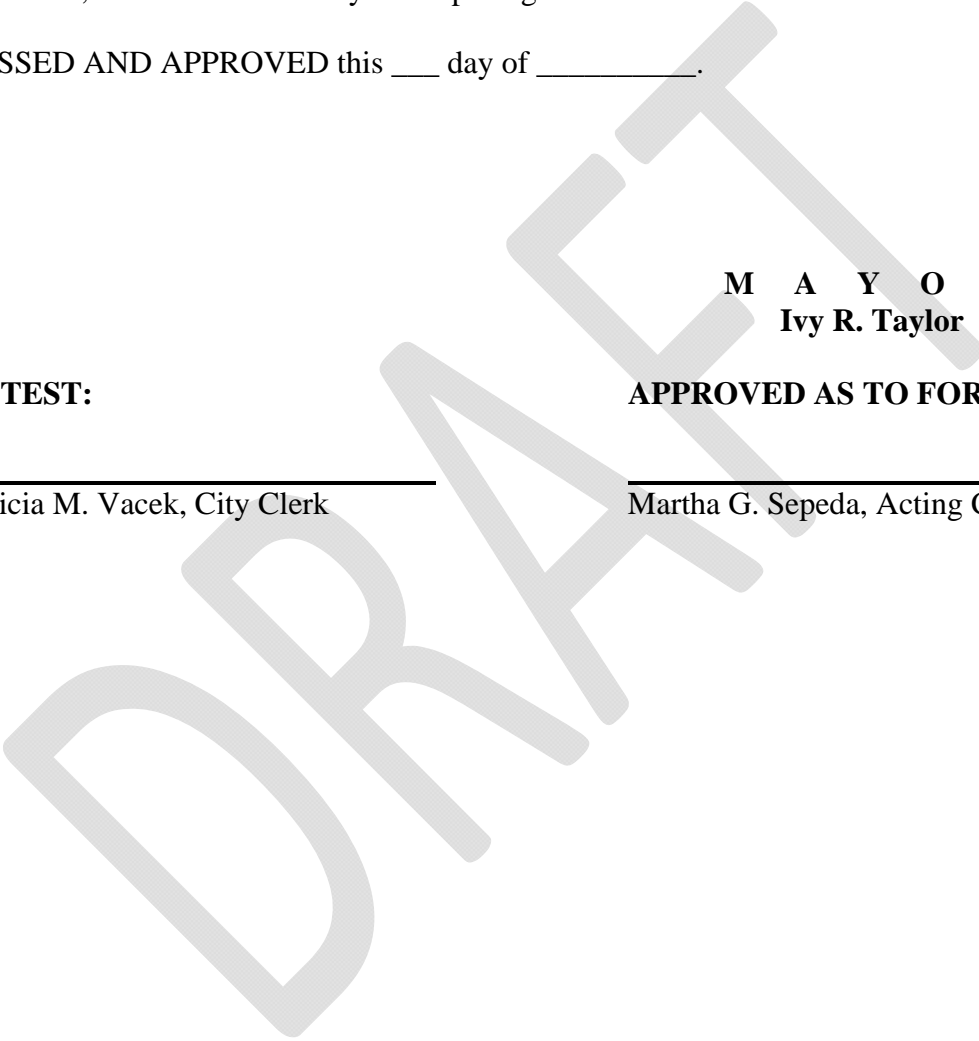 SSED AND APPROVED this ___ day of __________.
M A Y O
Ivy R. Taylor
TEST:
APPROVED AS TO FOR
icia M. Vacek, City Clerk
Martha G. Sepeda, Acting
DRAFT